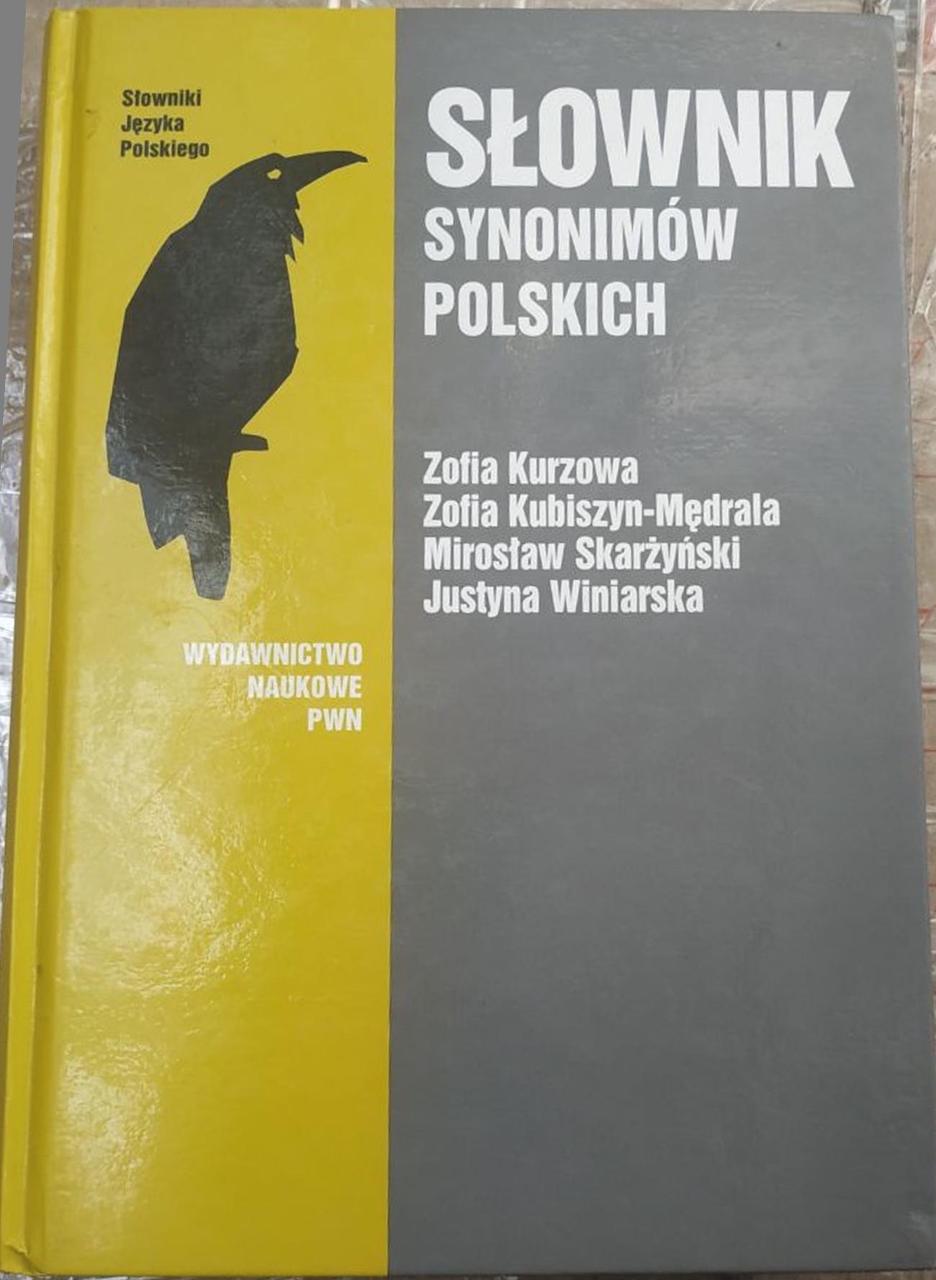 Słowniki
Języka
Polskiego
SŁOWNIK
SYNONIMÓW
POLSKICH
Zofia Kurzowa
Zofia Kubiszyn-Mędrala
Mirosław Skarżyński
Justyna Winiarska
WYDAWNICTWO
NAUKOWE
PWN